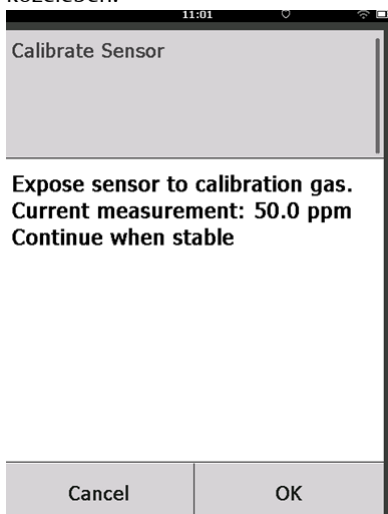 11:01
Calibrate Sensor
Expose sensor to calibration gas.
Current measurement: 50.0 ppm
Continue when stable
Cancel
OK